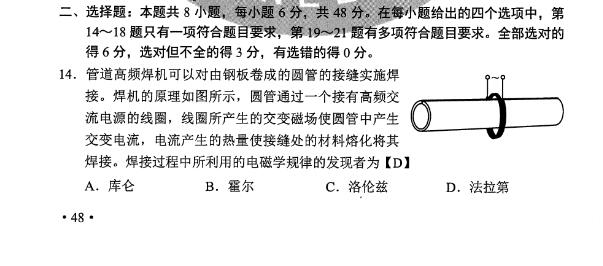 二、选择题：本题共 8 小题，每小题 6 分，共 48 分。在每小题给出的四个选项中，第
14～18 题只有一项符合题目要求，第 19～21 题有多项符合题目要求。全部选对的
得 6 分，选对但不全的得 3 分，有选错的得 0 分。
14．管道高频焊机可以对由钢板卷成的圆管的接缝实施焊
接。焊机的原理如图所示，圆管通过一个接有高频交
流电源的线圈，线圈所产生的交变磁场使圆管中产生
交变电流，电流产生的热量使接缝处的材料熔化将其
焊接。焊接过程中所利用的电磁学规律的发现者为【D】
A．库仑 B．霍尔 C．洛伦兹 D．法拉第
·48·